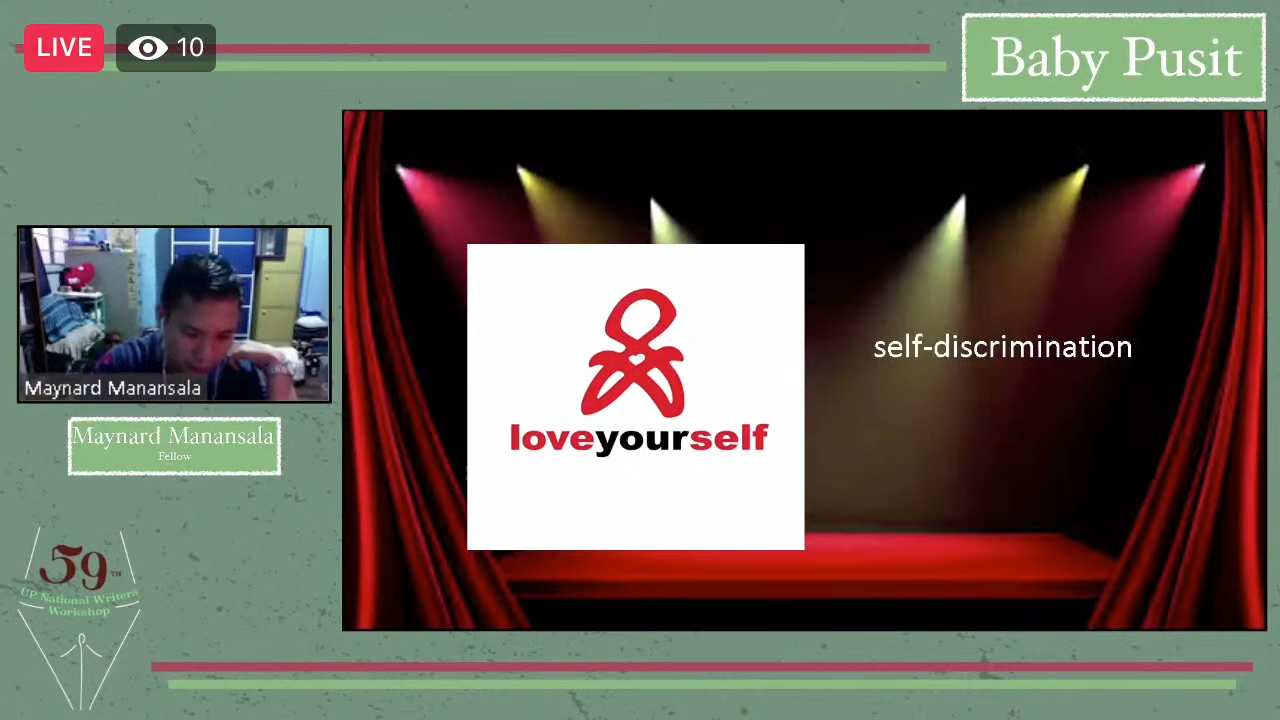 LIVE
10
Baby Pusit
loveyourself
self-discrimination
Maynard Manansala
Maynard Manansala
Fellow
59TH
UP National Writers
Workshop